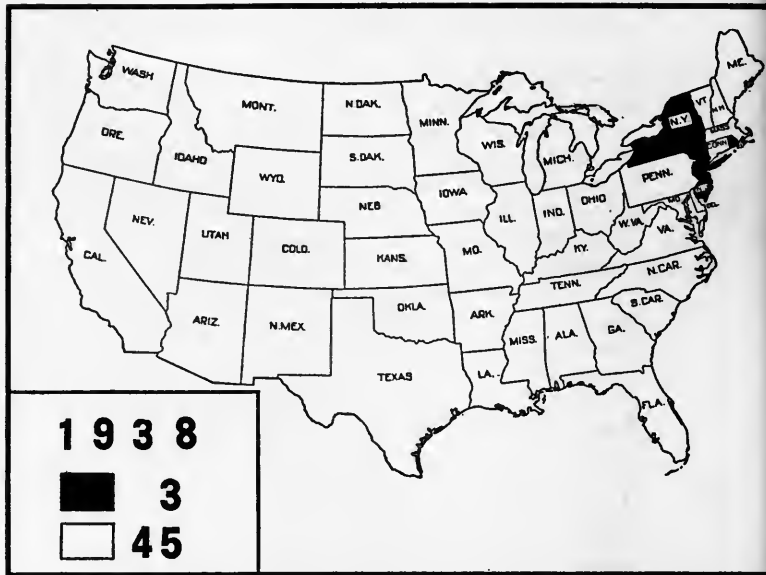 WASH
MONT.
N DAK.
MINN.
ME.
VT
N.H.
N.Y
MASS
CONN
ORE.
IDAHO
S.DAK.
WIS.
MICH.
WYO.
NEB
IOWA
PENN.
NEV.
UTAH
COLO.
KANS.
MO.
ILL.
IND.
OHIO
W.VA.
VA.
MD
DEL
CAL.
KY.
N.CAR.
TENN.
S.CAR.
ARIZ.
N.MEX.
OKLA.
ARK.
MISS.
ALA.
GA.
TEXAS
LA.
FLA.
1938
3
45